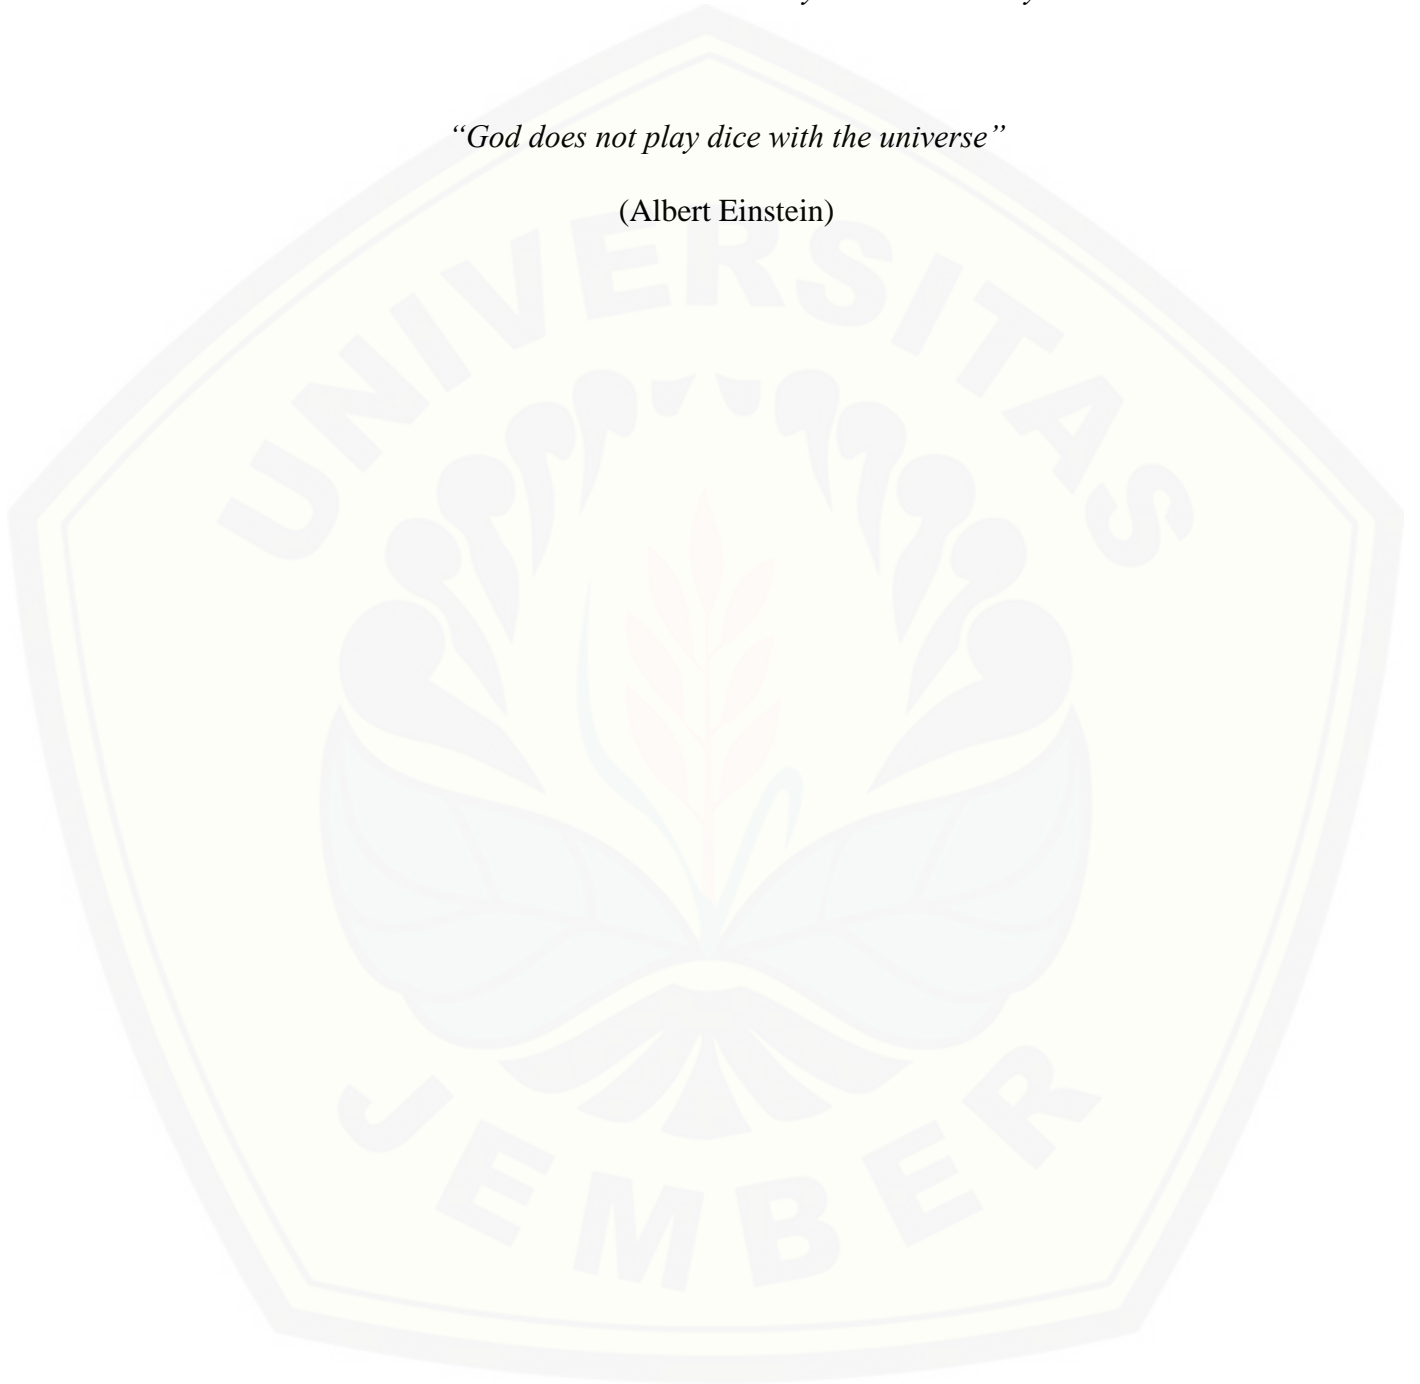 “God does not play dice with the universe”
(Albert Einstein)
UNIVERSITAS
JEMBER